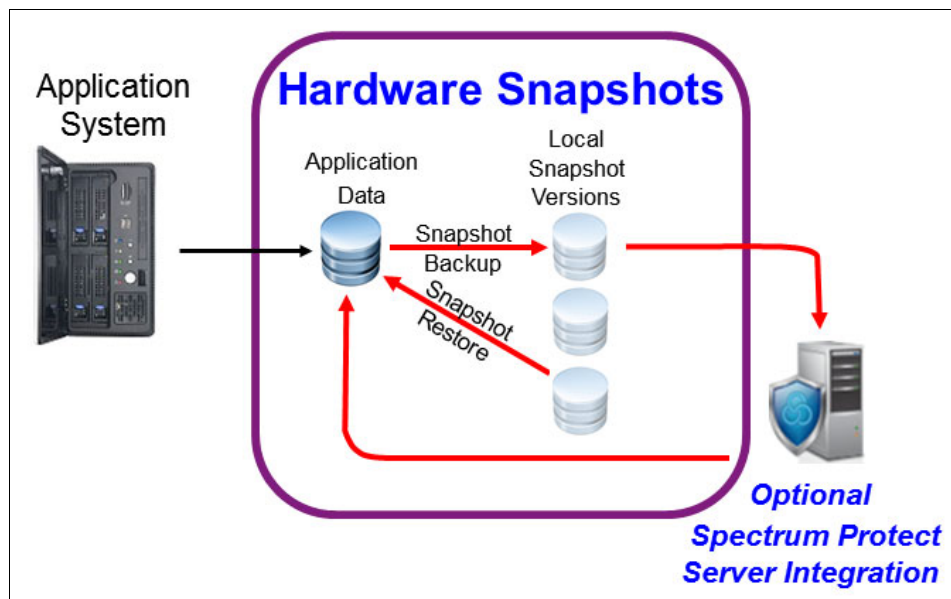 Application
System
Hardware Snapshots
Application
Data
Local
Snapshot
Versions
Snapshot
Backup
Snapshot
Restore
Optional
Spectrum Protect
Server Integration